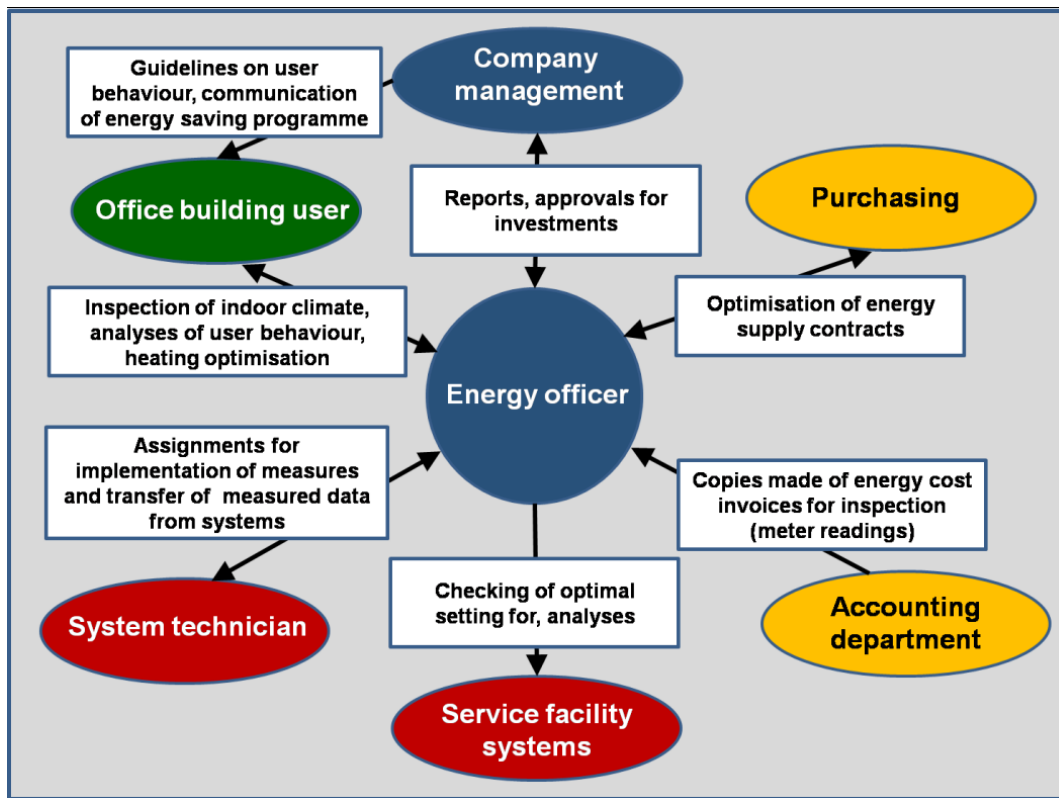 Company
management
Guidelines on user
behaviour, communication
of energy saving programme
Office building user
Reports, approvals for
investments
Purchasing
Inspection of indoor climate,
analyses of user behaviour,
heating optimisation
Optimisation of energy
supply contracts
Energy officer
Assignments for
implementation of measures
and transfer of measured data
from systems
Copies made of energy cost
invoices for inspection
(meter readings)
System technician
Checking of optimal
setting for, analyses
Accounting
department
Service facility
systems